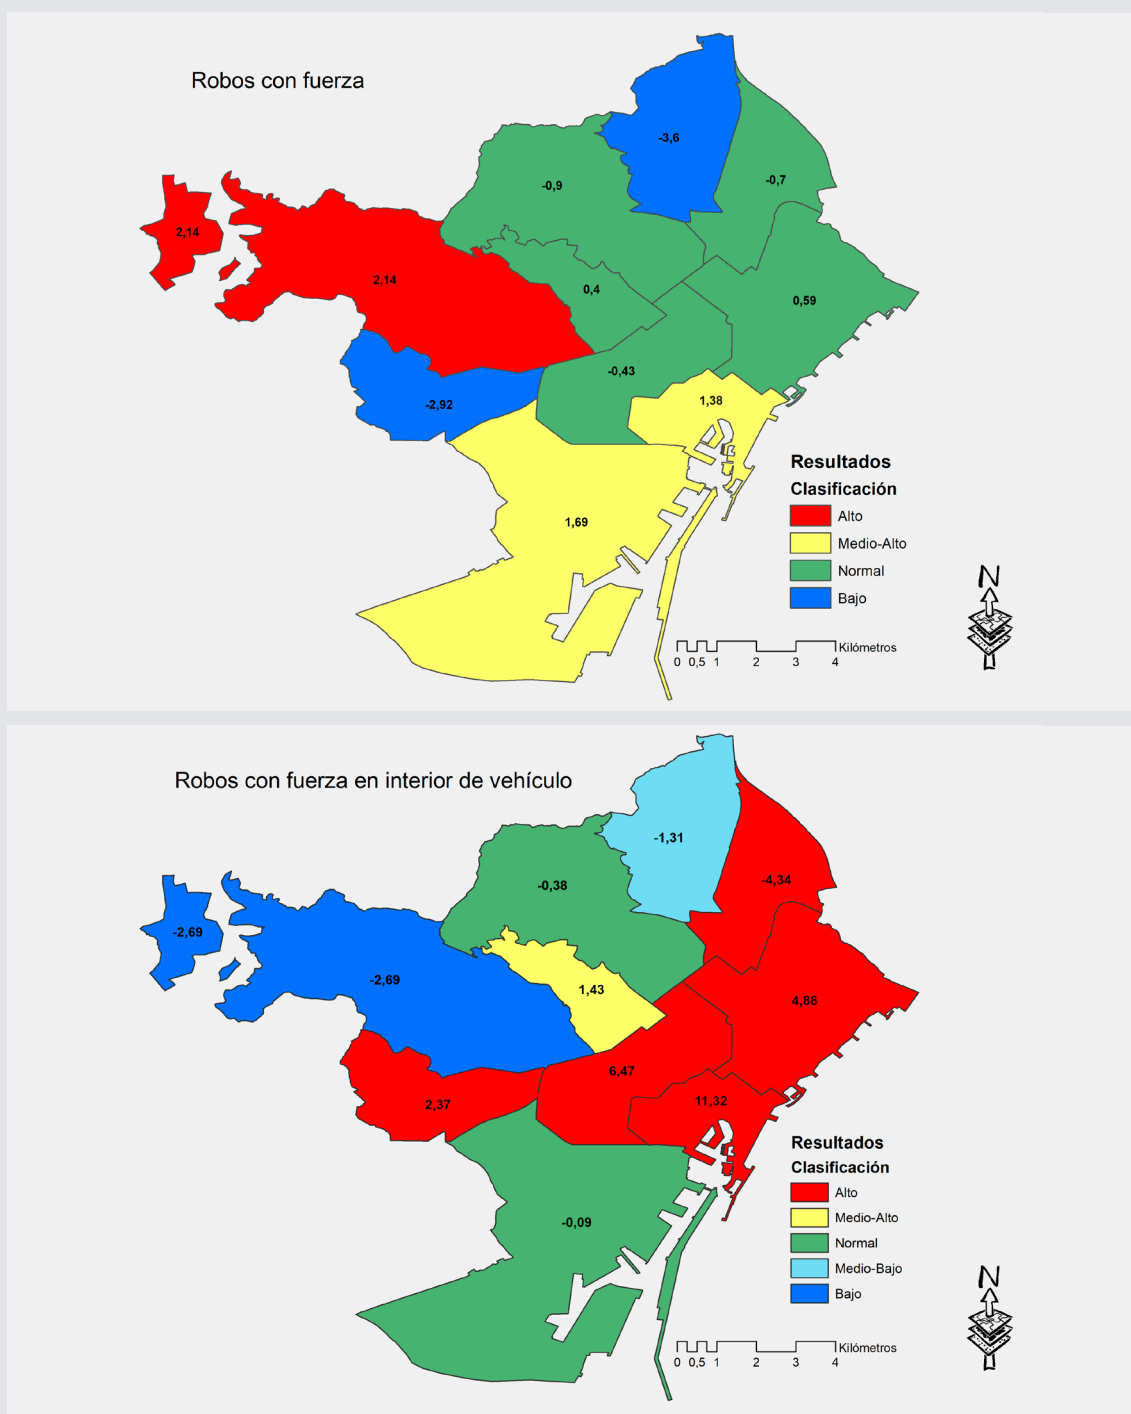 Robos con fuerza
-3,6
-0,9
-0,7
2,14
2,14
0,4
0,59
-0,43
-2,92
1,38
1,69
Resultados
Clasificación
Alto
Medio-Alto
Normal
Bajo
N
Kilómetros
0 0,5 1 2 3 4
Robos con fuerza en interior de vehículo
-1,31
-0,38
-4,34
-2,69
-2,69
1,43
4,86
6,47
2,37
11,32
-0,09
Resultados
Clasificación
Alto
Medio-Alto
Normal
Medio-Bajo
Bajo
N
Kilómetros
0 0,5 1 2 3 4